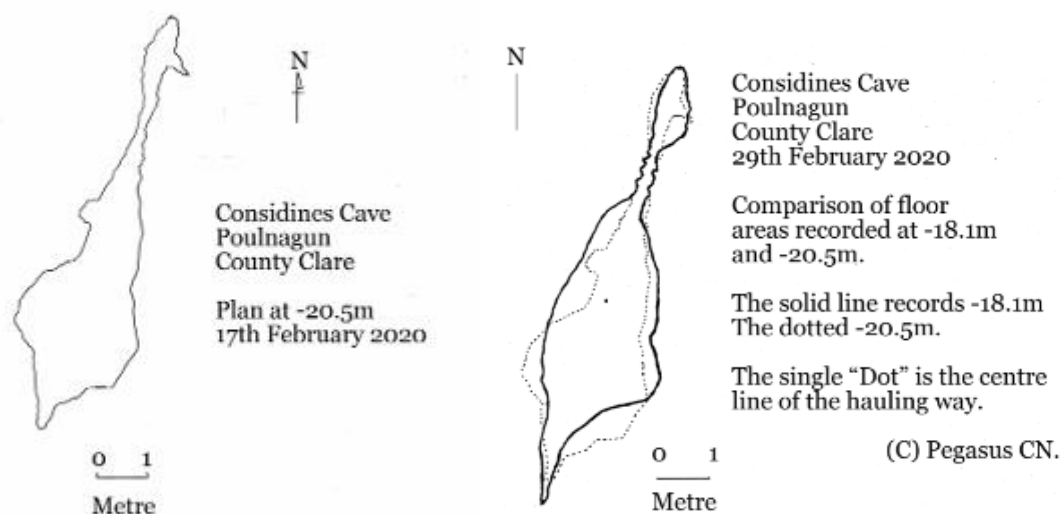 N
Considines Cave
Poulnagun
County Clare
Plan at -20.5m
17th February 2020
0 1
Metre
N
Considines Cave
Poulnagun
County Clare
29th February 2020
Comparison of floor
areas recorded at -18.1m
and -20.5m.
The solid line records -18.1m
The dotted -20.5m.
The single “Dot” is the centre
line of the hauling way.
(C) Pegasus CN.
0 1
Metre